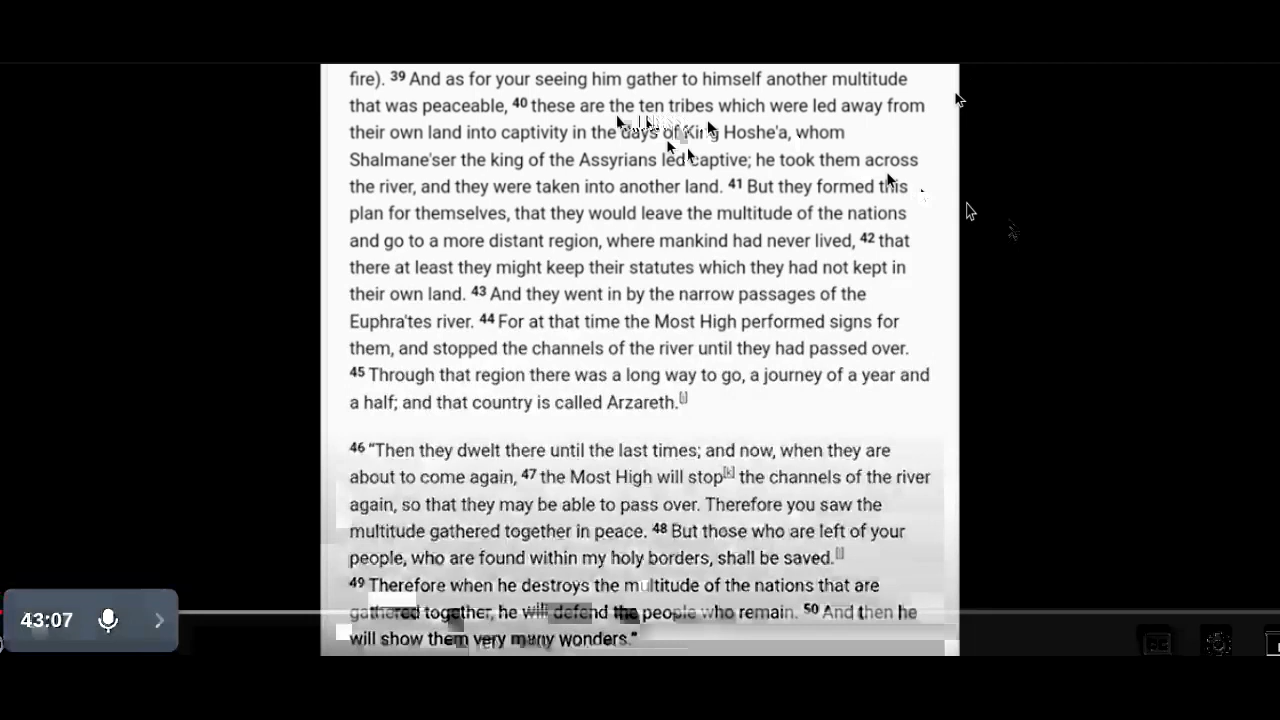 fire). 39 And as for your seeing him gather to himself another multitude
that was peaceable, 40 these are the ten tribes which were led away from
their own land into captivity in the days of King Hoshe'a, whom
Shalmane'ser the king of the Assyrians led captive; he took them across
the river, and they were taken into another land. 41 But they formed this
plan for themselves, that they would leave the multitude of the nations
and go to a more distant region, where mankind had never lived, 42 that
there at least they might keep their statutes which they had not kept in
their own land. 43 And they went in by the narrow passages of the
Euphra'tes river. 44 For at that time the Most High performed signs for
them, and stopped the channels of the river until they had passed over.
45 Through that region there was a long way to go, a journey of a year and
a half; and that country is called Arzareth.[j]
46 “Then they dwelt there until the last times; and now, when they are
about to come again, 47 the Most High will stop[k] the channels of the river
again, so that they may be able to pass over. Therefore you saw the
multitude gathered together in peace. 48 But those who are left of your
people, who are found within my holy borders, shall be saved.[l]
49 Therefore when he destroys the multitude of the nations that are
gathered together, he will defend the people who remain. 50 And then he
will show them very many wonders.”
43:07